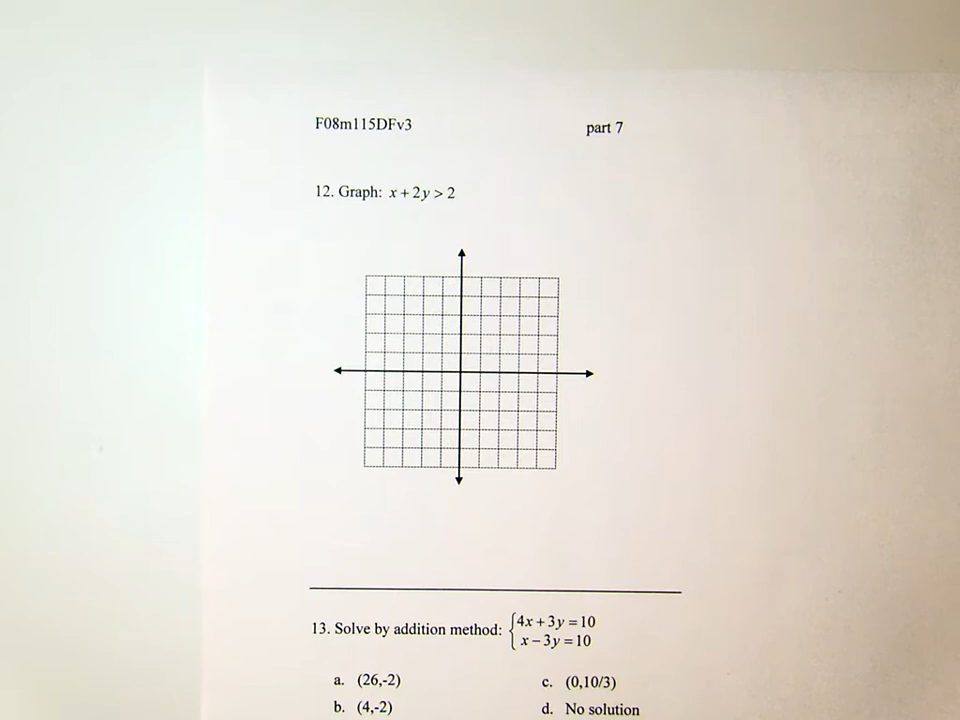 F08m115DFv3 part 7
12. Graph: x + 2y > 2
13. Solve by addition method: { 4x + 3y = 10
x − 3y = 10
a. (26,-2) c. (0,10/3)
b. (4,-2) d. No solution